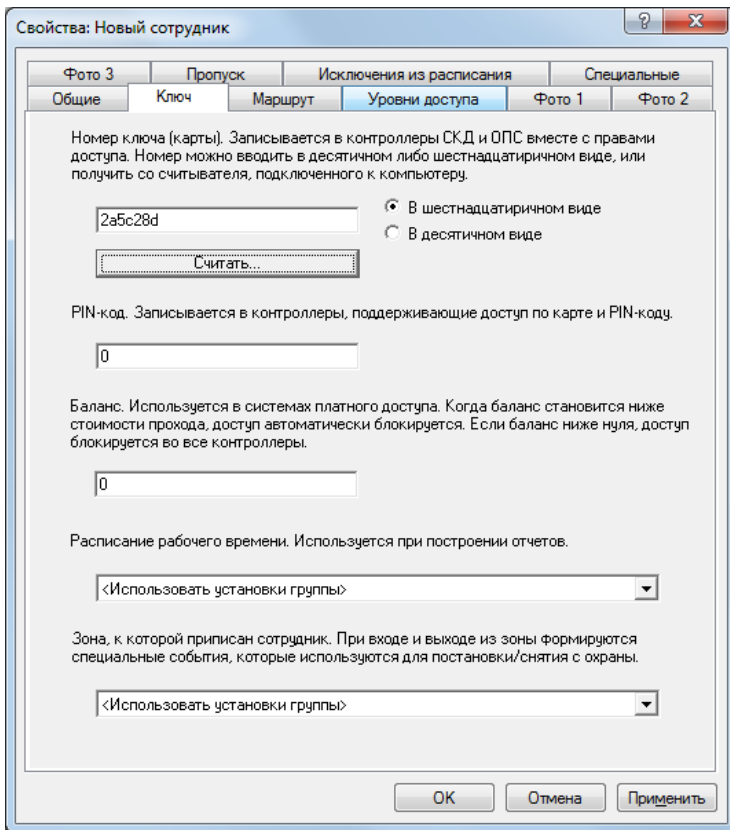 Свойства: Новый сотрудник
Фото 3 Пропуск Исключения из расписания Специальные
Общие Ключ Маршрут Уровни доступа Фото 1 Фото 2
Номер ключа (карты). Записывается в контроллеры СКД и ОПС вместе с правами
доступа. Номер можно вводить в десятичном либо шестнадцатиричном виде, или
получить со считывателя, подключенного к компьютеру.
2a5c28d
В шестнадцатиричном виде
В десятичном виде
Считать...
PIN-код. Записывается в контроллеры, поддерживающие доступ по карте и PIN-коду.
0
Баланс. Используется в системах платного доступа. Когда баланс становится ниже
стоимости прохода, доступ автоматически блокируется. Если баланс ниже нуля, доступ
блокируется во все контроллеры.
0
Расписание рабочего времени. Используется при построении отчетов.
<Использовать установки группы>
Зона, к которой приписан сотрудник. При входе и выходе из зоны формируются
специальные события, которые используются для постановки/снятия с охраны.
<Использовать установки группы>
OK Отмена Применить